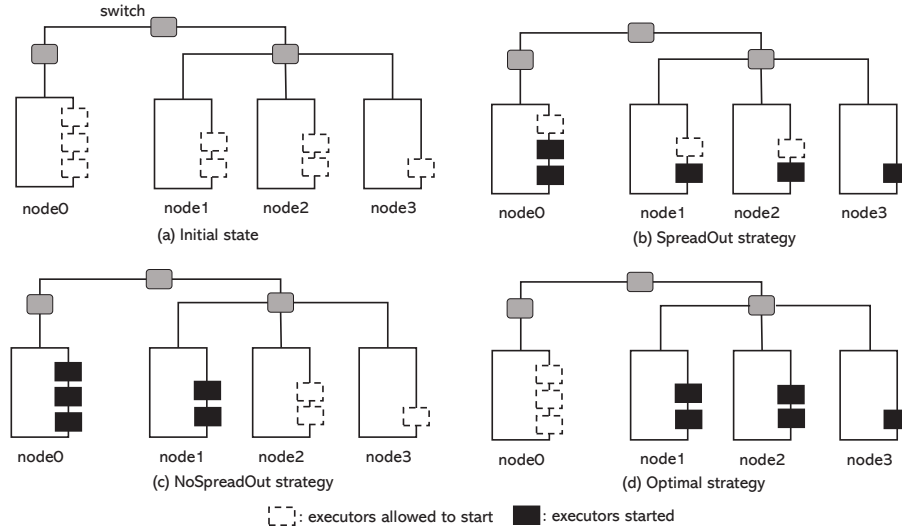 switch
node0
node1
node2
node3
(a) Initial state
node0
node1
node2
node3
(b) SpreadOut strategy
node0
node1
node2
node3
(c) NoSpreadOut strategy
node0
node1
node2
node3
(d) Optimal strategy
: executors allowed to start
: executors started